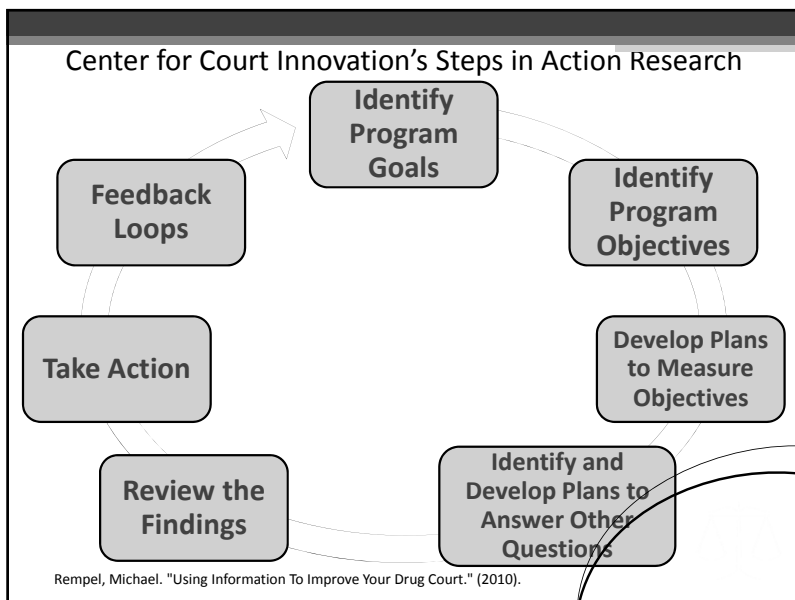 Center for Court Innovation's Steps in Action Research
Identify
Program
Goals
Identify
Program
Objectives
Develop Plans
to Measure
Objectives
Identify and
Develop Plans to
Answer Other
Questions
Review the
Findings
Take Action
Feedback
Loops
Rempel, Michael. "Using Information To Improve Your Drug Court." (2010).